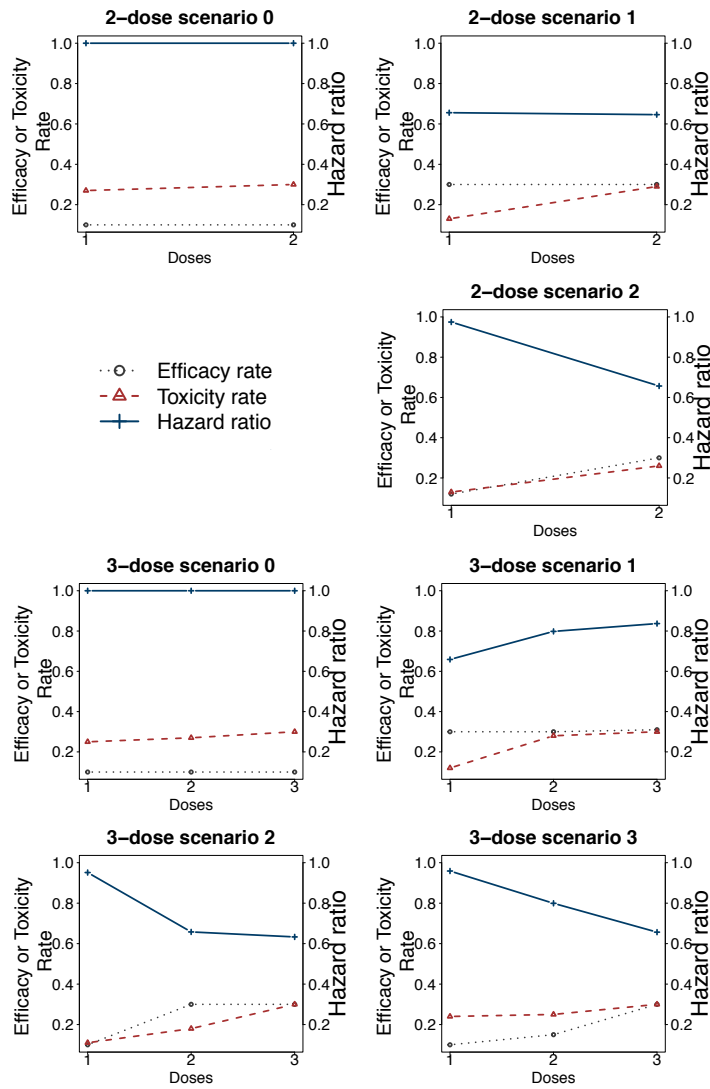 2−dose scenario 0
1.0
0.8
0.6
0.4
0.2
Efficacy or Toxicity
Rate
1.0
0.8
0.6
0.4
0.2
Hazard ratio
1
2
Doses
2−dose scenario 1
1.0
0.8
0.6
0.4
0.2
Efficacy or Toxicity
Rate
1.0
0.8
0.6
0.4
0.2
Hazard ratio
1
2
Doses
Efficacy rate
Toxicity rate
Hazard ratio
2−dose scenario 2
1.0
0.8
0.6
0.4
0.2
Efficacy or Toxicity
Rate
1.0
0.8
0.6
0.4
0.2
Hazard ratio
1
2
Doses
3−dose scenario 0
1.0
0.8
0.6
0.4
0.2
Efficacy or Toxicity
Rate
1.0
0.8
0.6
0.4
0.2
Hazard ratio
1
2
3
Doses
3−dose scenario 1
1.0
0.8
0.6
0.4
0.2
Efficacy or Toxicity
Rate
1.0
0.8
0.6
0.4
0.2
Hazard ratio
1
2
3
Doses
3−dose scenario 2
1.0
0.8
0.6
0.4
0.2
Efficacy or Toxicity
Rate
1.0
0.8
0.6
0.4
0.2
Hazard ratio
1
2
3
Doses
3−dose scenario 3
1.0
0.8
0.6
0.4
0.2
Efficacy or Toxicity
Rate
1.0
0.8
0.6
0.4
0.2
Hazard ratio
1
2
3
Doses